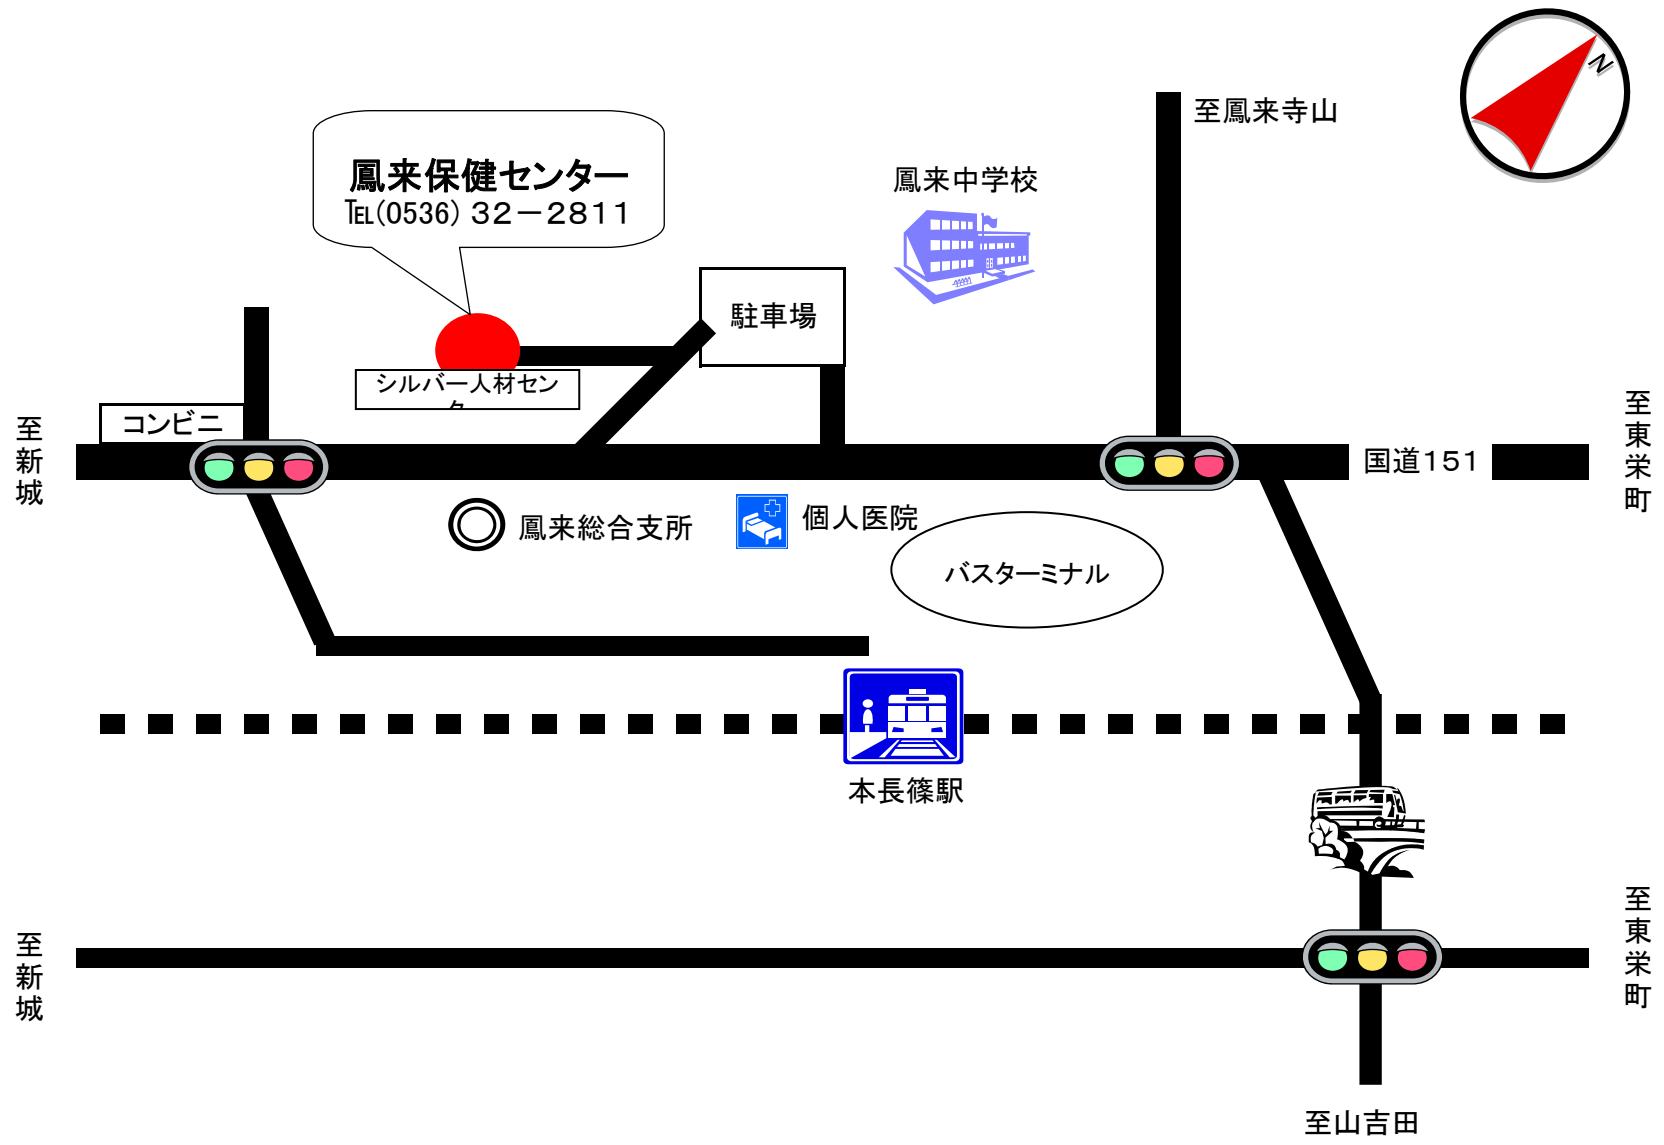 N
至鳳来寺山
鳳来保健センター
℡(0536) 32－2811
鳳来中学校
駐車場
シルバー人材セン
コンビニ
至新城
国道151
至東栄町
鳳来総合支所
個人医院
バスターミナル
本長篠駅
至新城
至東栄町
至山吉田